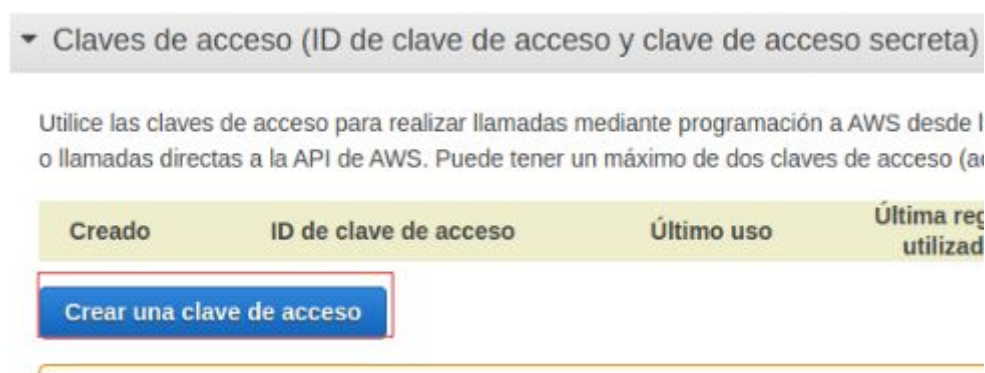 Claves de acceso (ID de clave de acceso y clave de acceso secreta)
Utilice las claves de acceso para realizar llamadas mediante programación a AWS desde
o llamadas directas a la API de AWS. Puede tener un máximo de dos claves de acceso
Creado ID de clave de acceso Último uso Última
Crear una clave de acceso